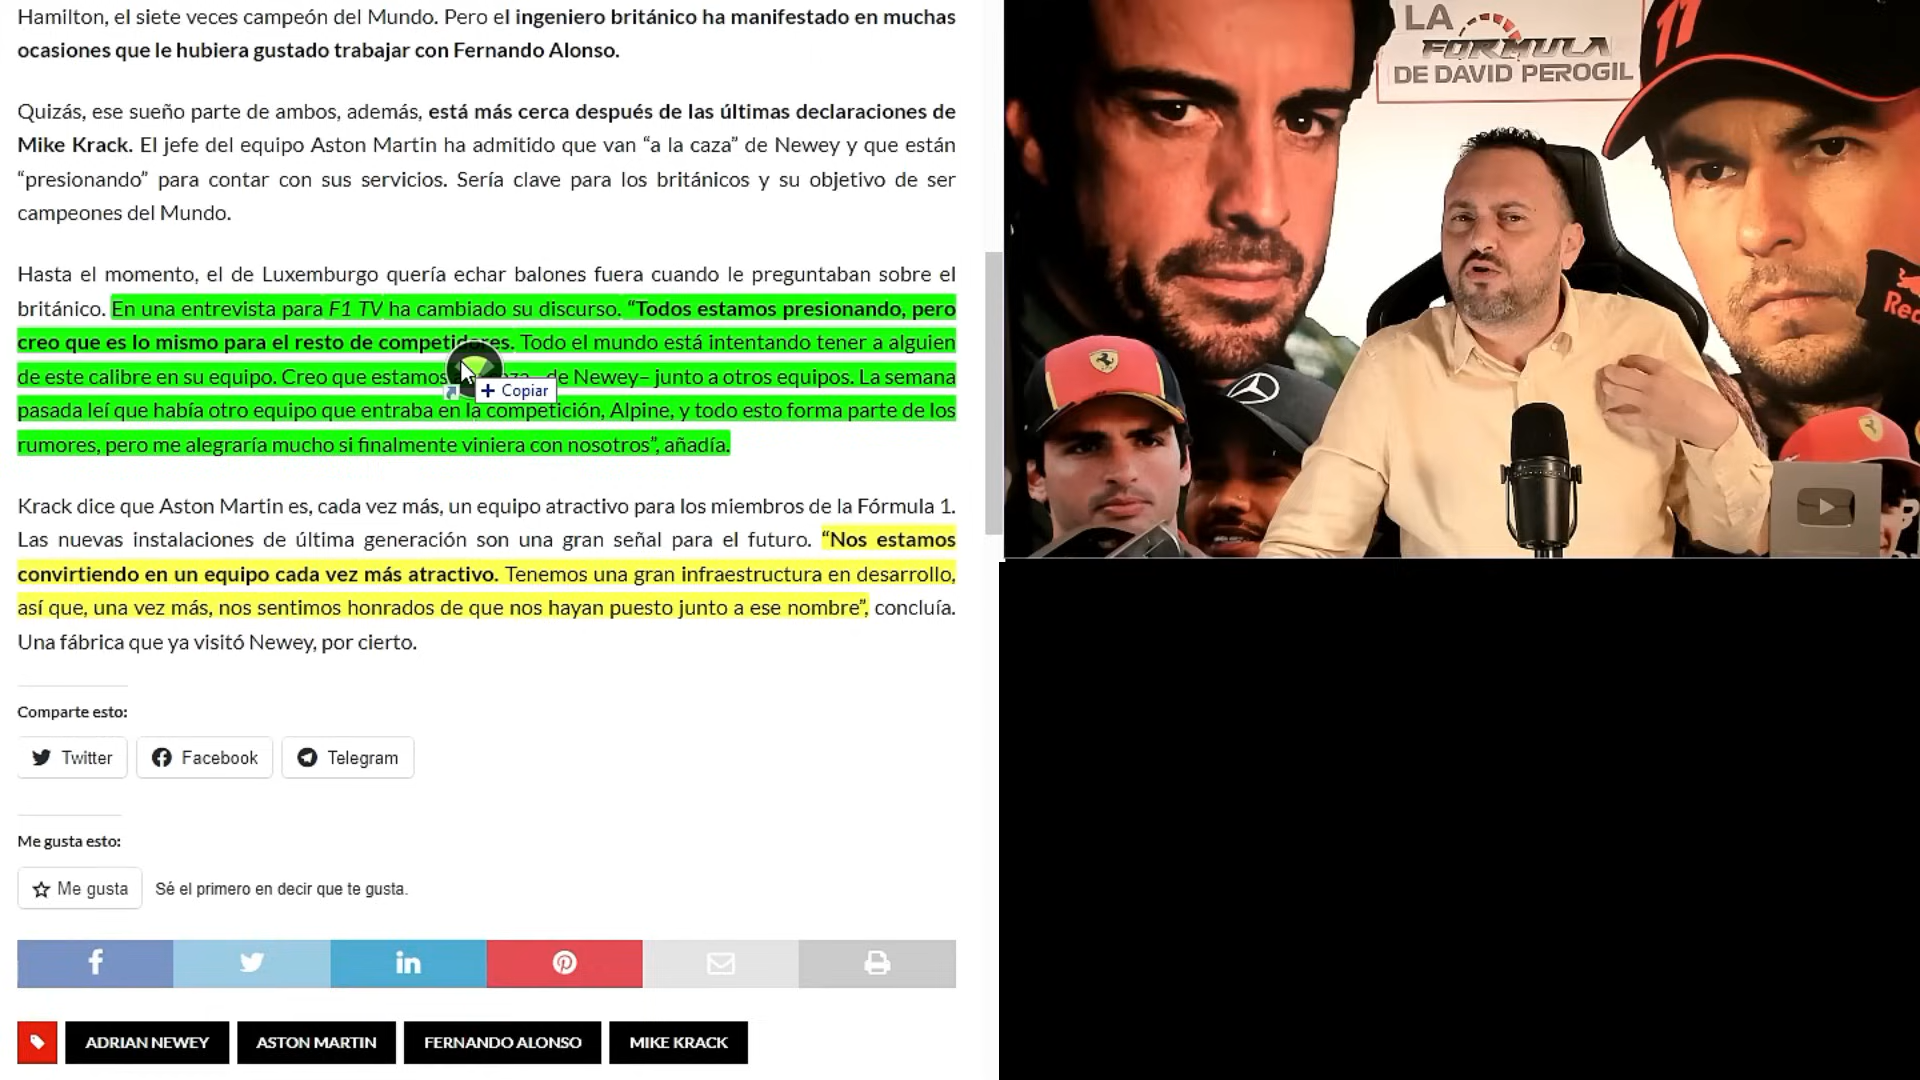 Hamilton, el siete veces campeón del Mundo. Pero el ingeniero británico ha manifestado en muchas
ocasiones que le hubiera gustado trabajar con Fernando Alonso.
Quizás, ese sueño parte de ambos, además, está más cerca después de las últimas declaraciones de
Mike Krack. El jefe del equipo Aston Martin ha admitido que van “a la caza” de Newey y que están
“presionando” para contar con sus servicios. Sería clave para los británicos y su objetivo de ser
campeones del Mundo.
Hasta el momento, el de Luxemburgo quería echar balones fuera cuando le preguntaban sobre el
británico. En una entrevista para F1 TV ha cambiado su discurso. “Todos estamos presionando, pero
creo que es lo mismo para el resto de competidores. Todo el mundo está intentando tener a alguien
de este calibre en su equipo. Creo que estamos de Newey– junto a otros equipos. La semana
Copiar
pasada leí que había otro equipo que entraba en la competición, Alpine, y todo esto forma parte de los
rumores, pero me alegraría mucho si finalmente viniera con nosotros”, añadía.
Krack dice que Aston Martin es, cada vez más, un equipo atractivo para los miembros de la Fórmula 1.
Las nuevas instalaciones de última generación son una gran señal para el futuro. “Nos estamos
convirtiendo en un equipo cada vez más atractivo. Tenemos una gran infraestructura en desarrollo,
así que, una vez más, nos sentimos honrados de que nos hayan puesto junto a ese nombre”, concluía.
Una fábrica que ya visitó Newey, por cierto.
Comparte esto:
Twitter Facebook Telegram
Me gusta esto:
Me gusta Sé el primero en decir que te gusta.
ADRIAN NEWEY ASTON MARTIN FERNANDO ALONSO MIKE KRACK
LA
FORMULA
DE DAVID PEROGIL
11